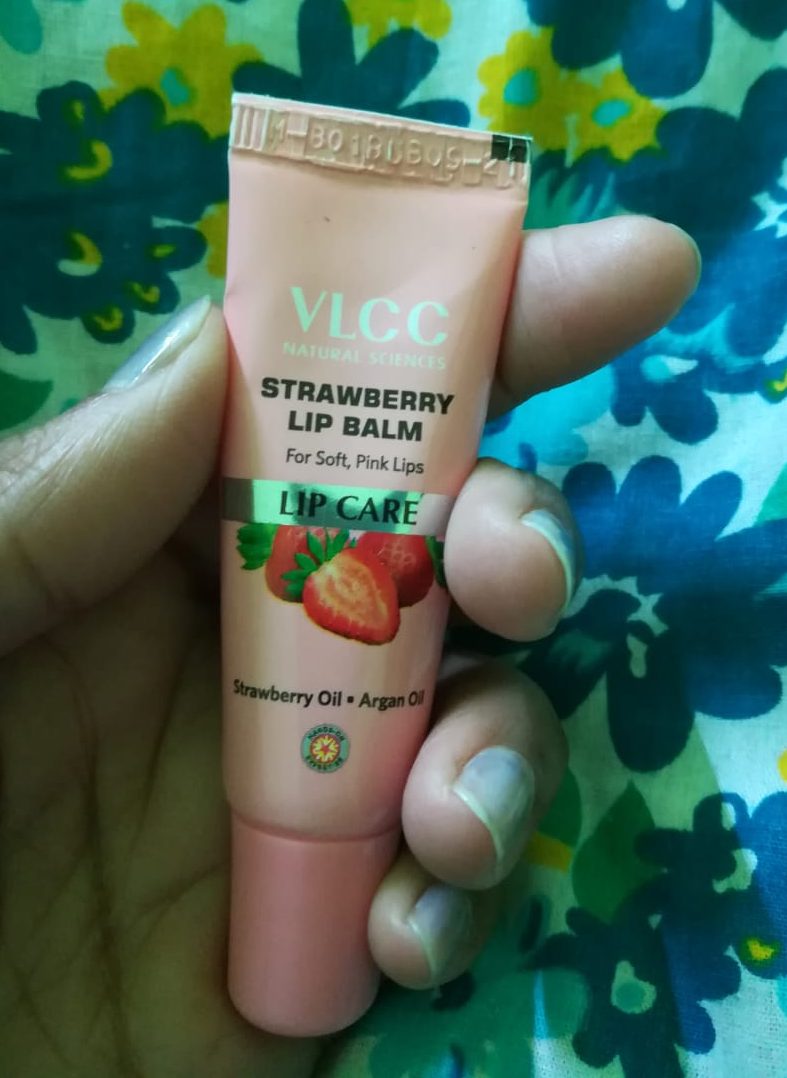 VLCC
NATURAL SCIENCES
STRAWBERRY
LIP BALM
For Soft, Pink Lips
LIP CARE
Strawberry Oil • Argan Oil